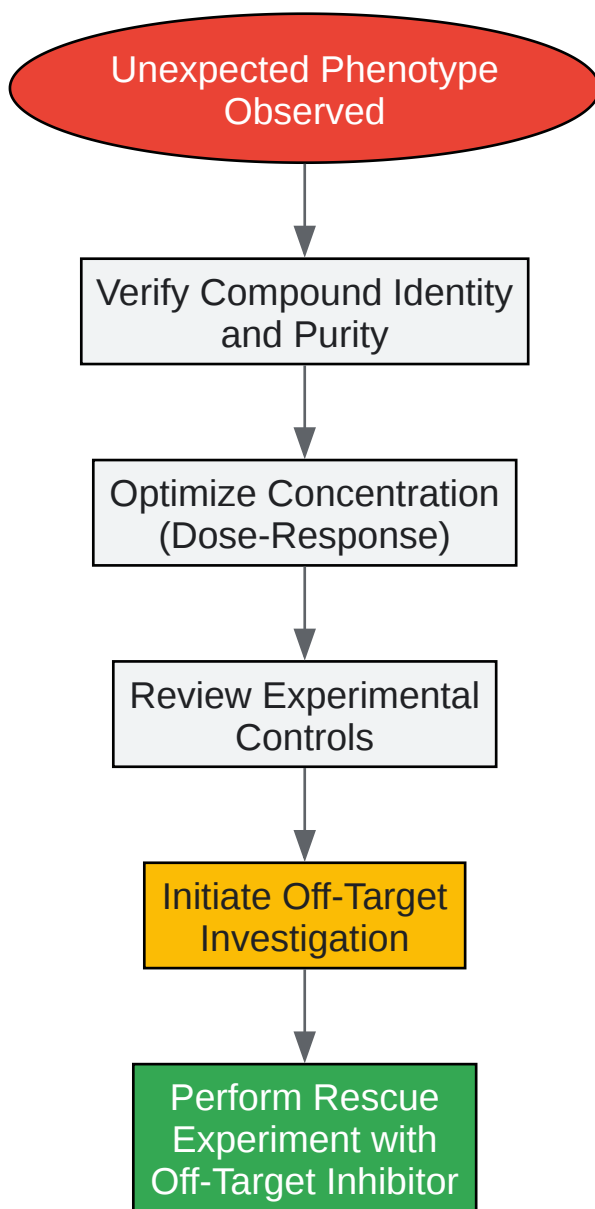 Unexpected Phenotype
Observed
Verify Compound Identity
and Purity
Optimize Concentration
(Dose-Response)
Review Experimental
Controls
Initiate Off-Target
Investigation
Perform Rescue
Experiment with
Off-Target Inhibitor